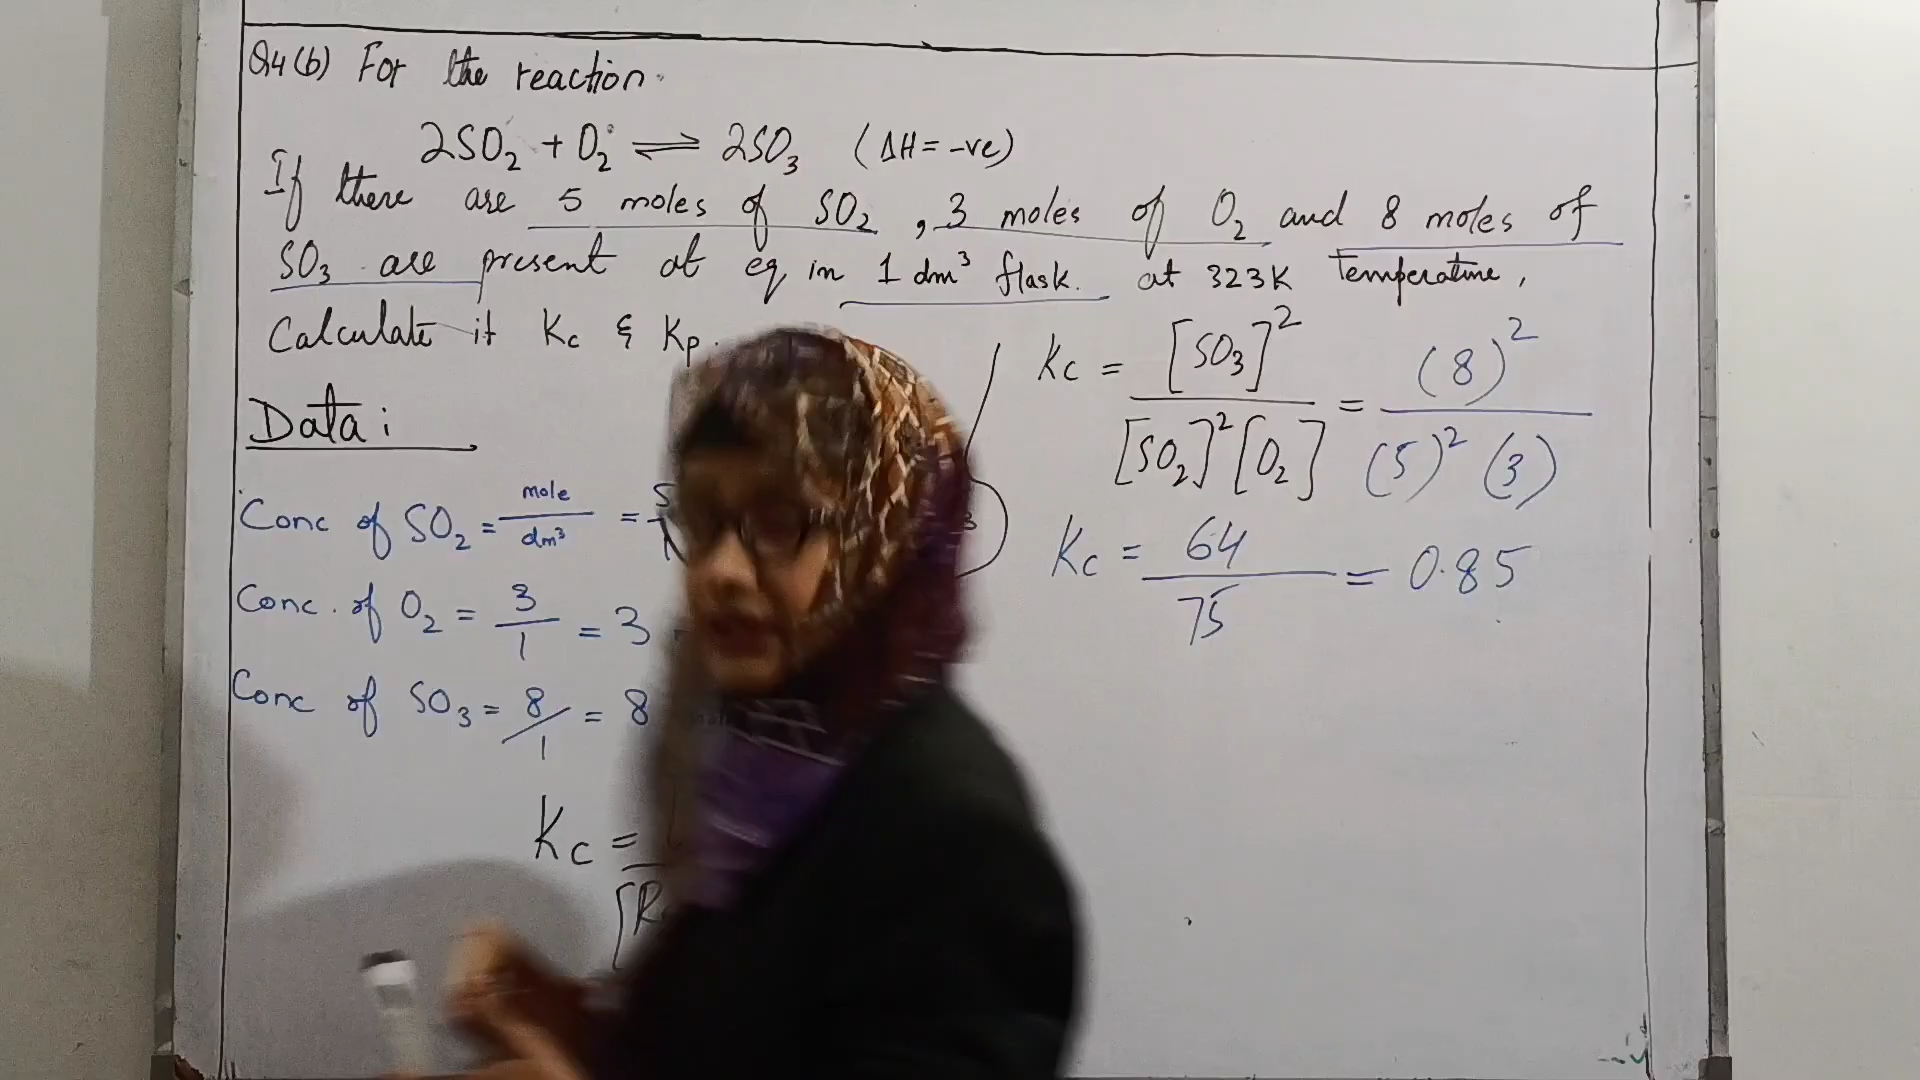 Q4(b) For the reaction.
2SO₂ + O₂ ⇌ 2SO₃ (ΔH = -ve)
If there are 5 moles of SO₂, 3 moles of O₂ and 8 moles of
SO₃ are present at eq in 1 dm³ flask. at 323K temperature,
Calculate it Kc & Kp.
Data:
Conc of SO₂ = mole/dm³ = 5/1
Conc. of O₂ = 3/1 = 3
Conc of SO₃ = 8/1 = 8
Kc =
Kc = [SO₃]² / [SO₂]² [O₂] = (8)² / (5)² (3)
Kc = 64/75 = 0.85